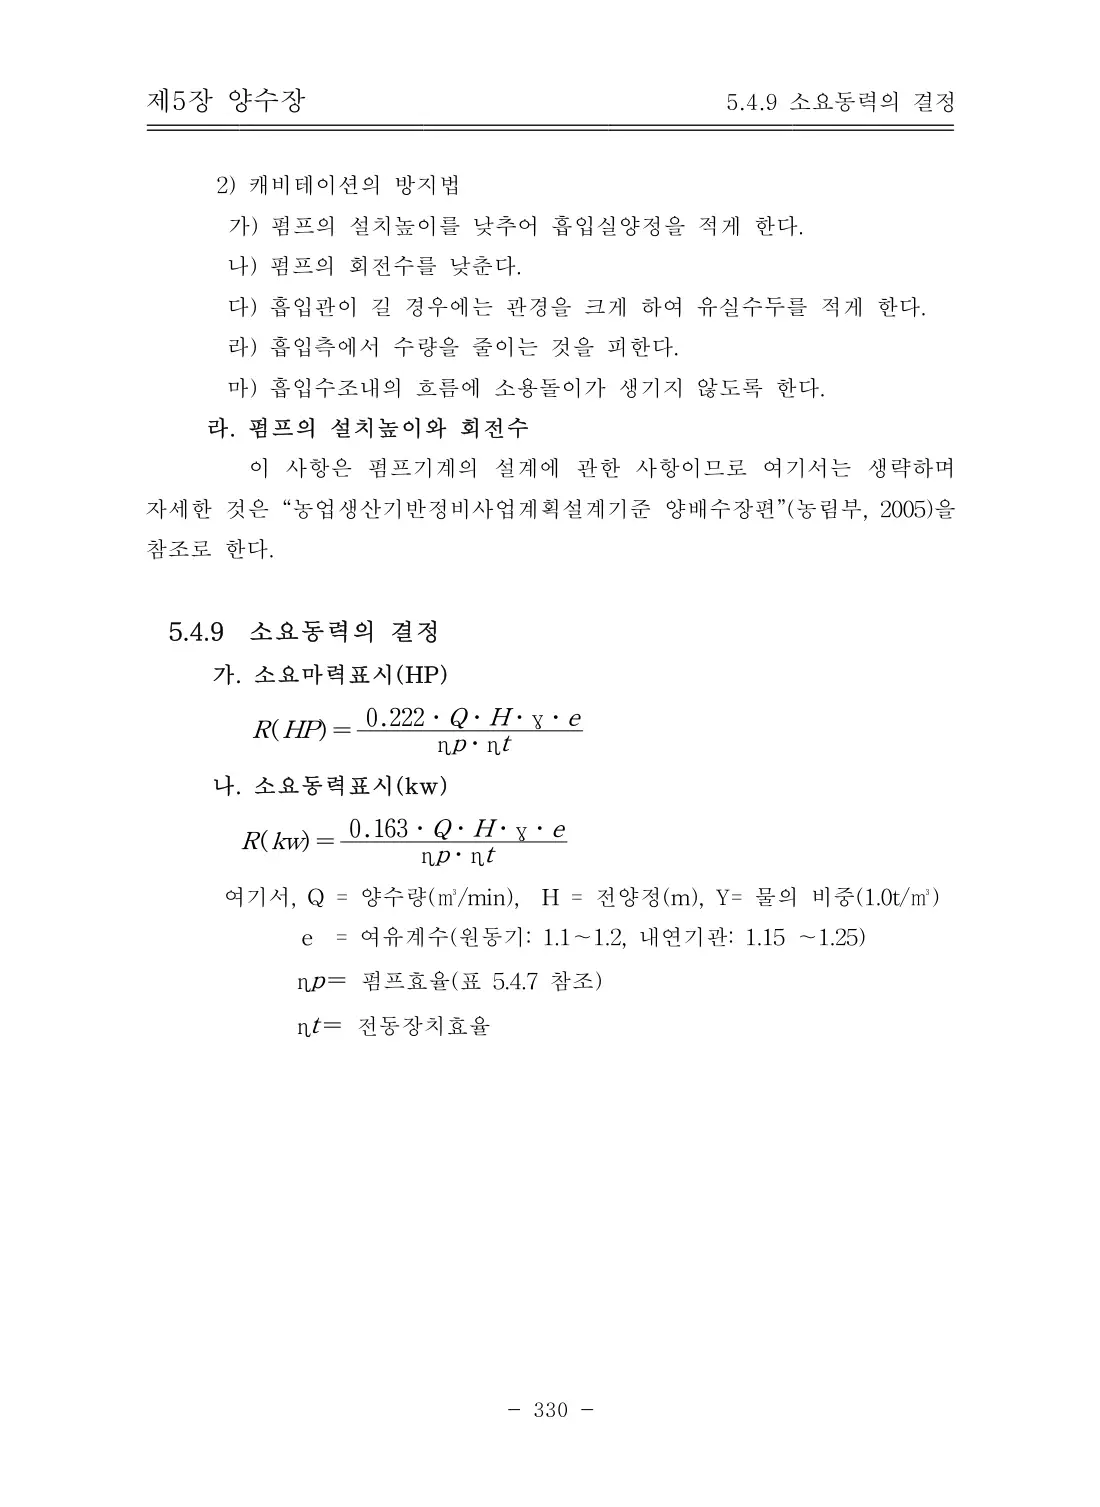 제5장 양수장
5.4.9 소요동력의 결정
2) 캐비테이션의 방지법
가) 펌프의 설치높이를 낮추어 흡입실양정을 적게 한다.
나) 펌프의 회전수를 낮춘다.
다) 흡입관이 길 경우에는 관경을 크게 하여 유실수두를 적게 한다.
라) 흡입측에서 수량을 줄이는 것을 피한다.
마) 흡입수조내의 흐름에 소용돌이가 생기지 않도록 한다.
라. 펌프의 설치높이와 회전수
이 사항은 펌프기계의 설계에 관한 사항이므로 여기서는 생략하며
자세한 것은 “농업생산기반정비사업계획설계기준 양배수장편”(농림부, 2005)을
참조로 한다.
5.4.9 소요동력의 결정
가. 소요마력표시(HP)
R(HP) = 0.222 · Q · H · ɣ · e
ɳp · ɳt
나. 소요동력표시(kw)
R(kw) = 0.163 · Q · H · ɣ · e
ɳp · ɳt
여기서, Q = 양수량(㎥/min), H = 전양정(m), Y= 물의 비중(1.0t/㎥)
e = 여유계수(원동기: 1.1∼1.2, 내연기관: 1.15 ∼1.25)
ɳp= 펌프효율(표 5.4.7 참조)
ɳt= 전동장치효율
- 330 -